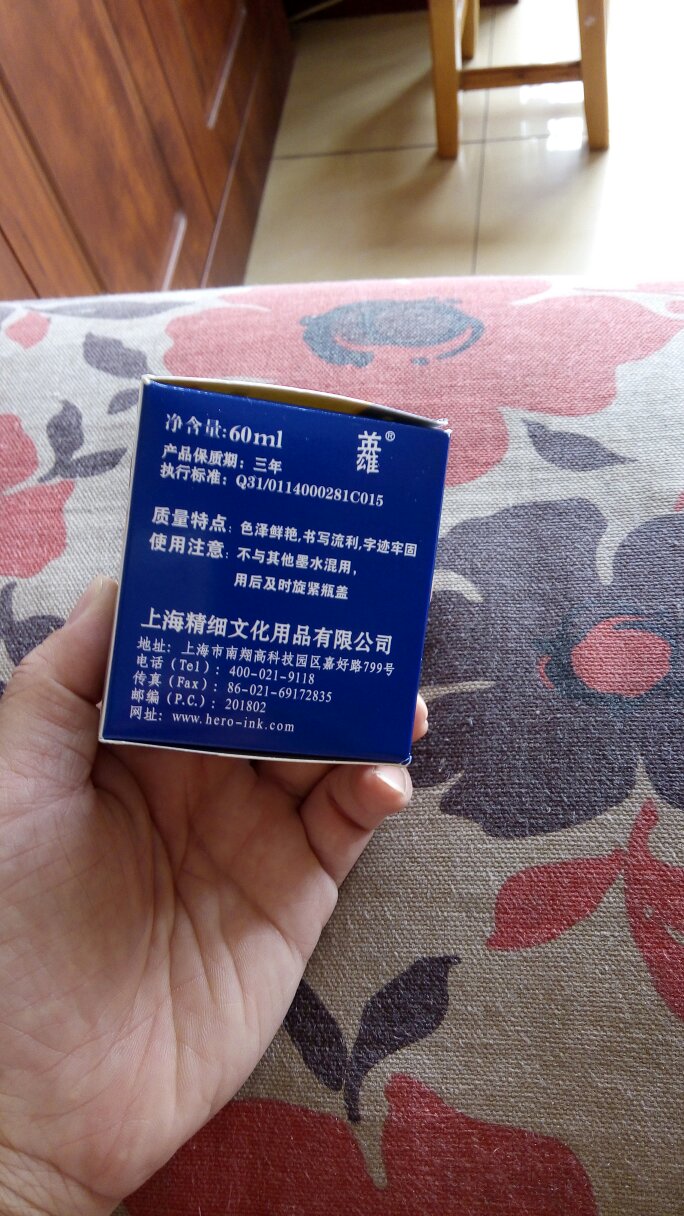 净含量:60ml
英雄®
产品保质期：三年
执行标准：Q31/0114000281C015
质量特点：色泽鲜艳,书写流利,字迹牢固
使用注意：不与其他墨水混用，
用后及时旋紧瓶盖
上海精细文化用品有限公司
地址：上海市南翔高科技园区嘉好路799号
电话（Tel）：400-021-9118
传真（Fax）：86-021-69172835
邮编（P.C.）：201802
网址：www.hero-ink.com